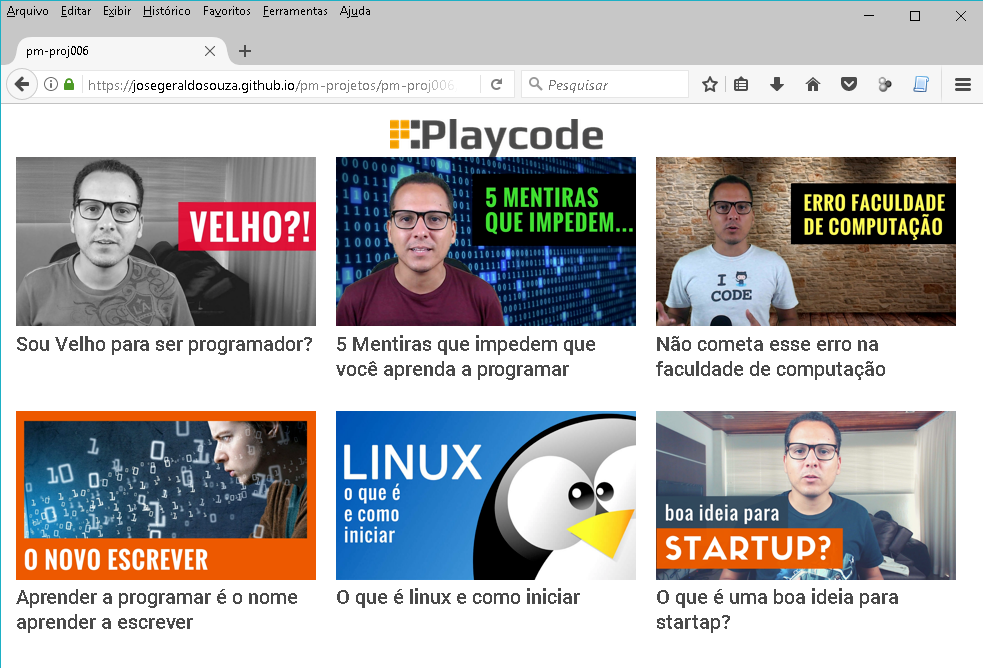 Arquivo Editar Exibir Histórico Favoritos Ferramentas Ajuda
pm-proj006
https://josegeraldosouza.github.io/pm-projetos/pm-proj006
Pesquisar
Playcode
VELHO?!
5 MENTIRAS
QUE IMPEDEM...
ERRO FACULDADE
DE COMPUTAÇÃO
I
CODE
Sou Velho para ser programador?
5 Mentiras que impedem que
você aprenda a programar
Não cometa esse erro na
faculdade de computação
O NOVO ESCREVER
LINUX
o que é
e como
iniciar
boa ideia para
STARTUP?
Aprender a programar é o nome
aprender a escrever
O que é linux e como iniciar
O que é uma boa ideia para
startap?